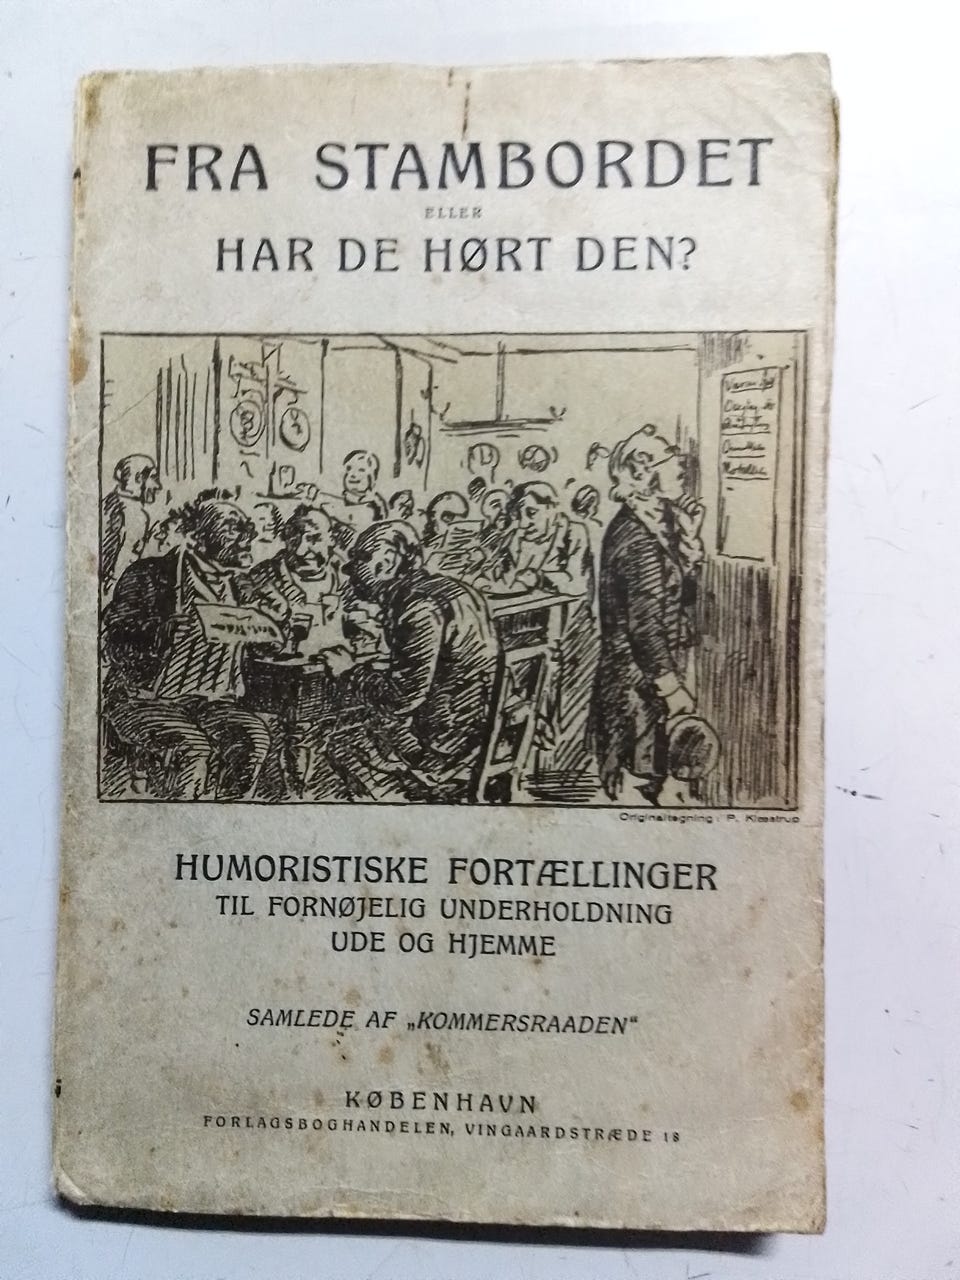 FRA STAMBORDET
ELLER
HAR DE HØRT DEN?
Originaltegning: P. Klæstrup
HUMORISTISKE FORTÆLLINGER
TIL FORNØJELIG UNDERHOLDNING
UDE OG HJEMME
SAMLEDE AF „KOMMERSRAADEN“
KØBENHAVN
FORLAGSBOGHANDELEN, VINGAARDSTRÆDE 18